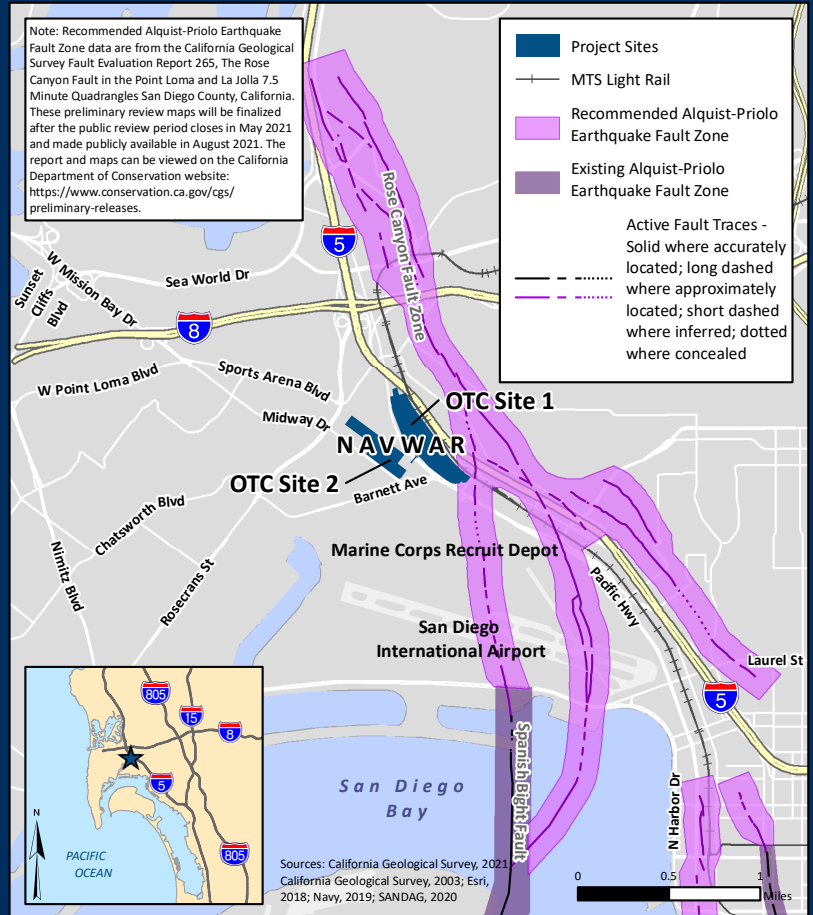 Note: Recommended Alquist-Priolo Earthquake
Fault Zone data are from the California Geological
Survey Fault Evaluation Report 265, The Rose
Canyon Fault in the Point Loma and La Jolla 7.5
Minute Quadrangles San Diego County, California.
These preliminary review maps will be finalized
after the public review period closes in May 2021
and made publicly available in August 2021. The
report and maps can be viewed on the California
Department of Conservation website:
https://www.conservation.ca.gov/cgs/
preliminary-releases.
Project Sites
MTS Light Rail
Recommended Alquist-Priolo
Earthquake Fault Zone
Existing Alquist-Priolo
Earthquake Fault Zone
Active Fault Traces -
Solid where accurately
located; long dashed
where approximately
located; short dashed
where inferred; dotted
where concealed
Rose Canyon Fault Zone
5
W Mission Bay Dr
Sea World Dr
Sunset
Cliffs
Blvd
8
W Point Loma Blvd
Sports Arena Blvd
Midway Dr
OTC Site 1
NAVWAR
OTC Site 2
Barnett Ave
Chatsworth Blvd
Nimitz Blvd
Rosecrans St
Marine Corps Recruit Depot
Pacific Hwy
San Diego
International Airport
Laurel St
5
Spanish Bight Fault
San Diego
Bay
N Harbor Dr
805
15
8
5
805
N
PACIFIC
OCEAN
Sources: California Geological Survey, 2021
California Geological Survey, 2003; Esri,
2018; Navy, 2019; SANDAG, 2020
0 0.5 1
Miles